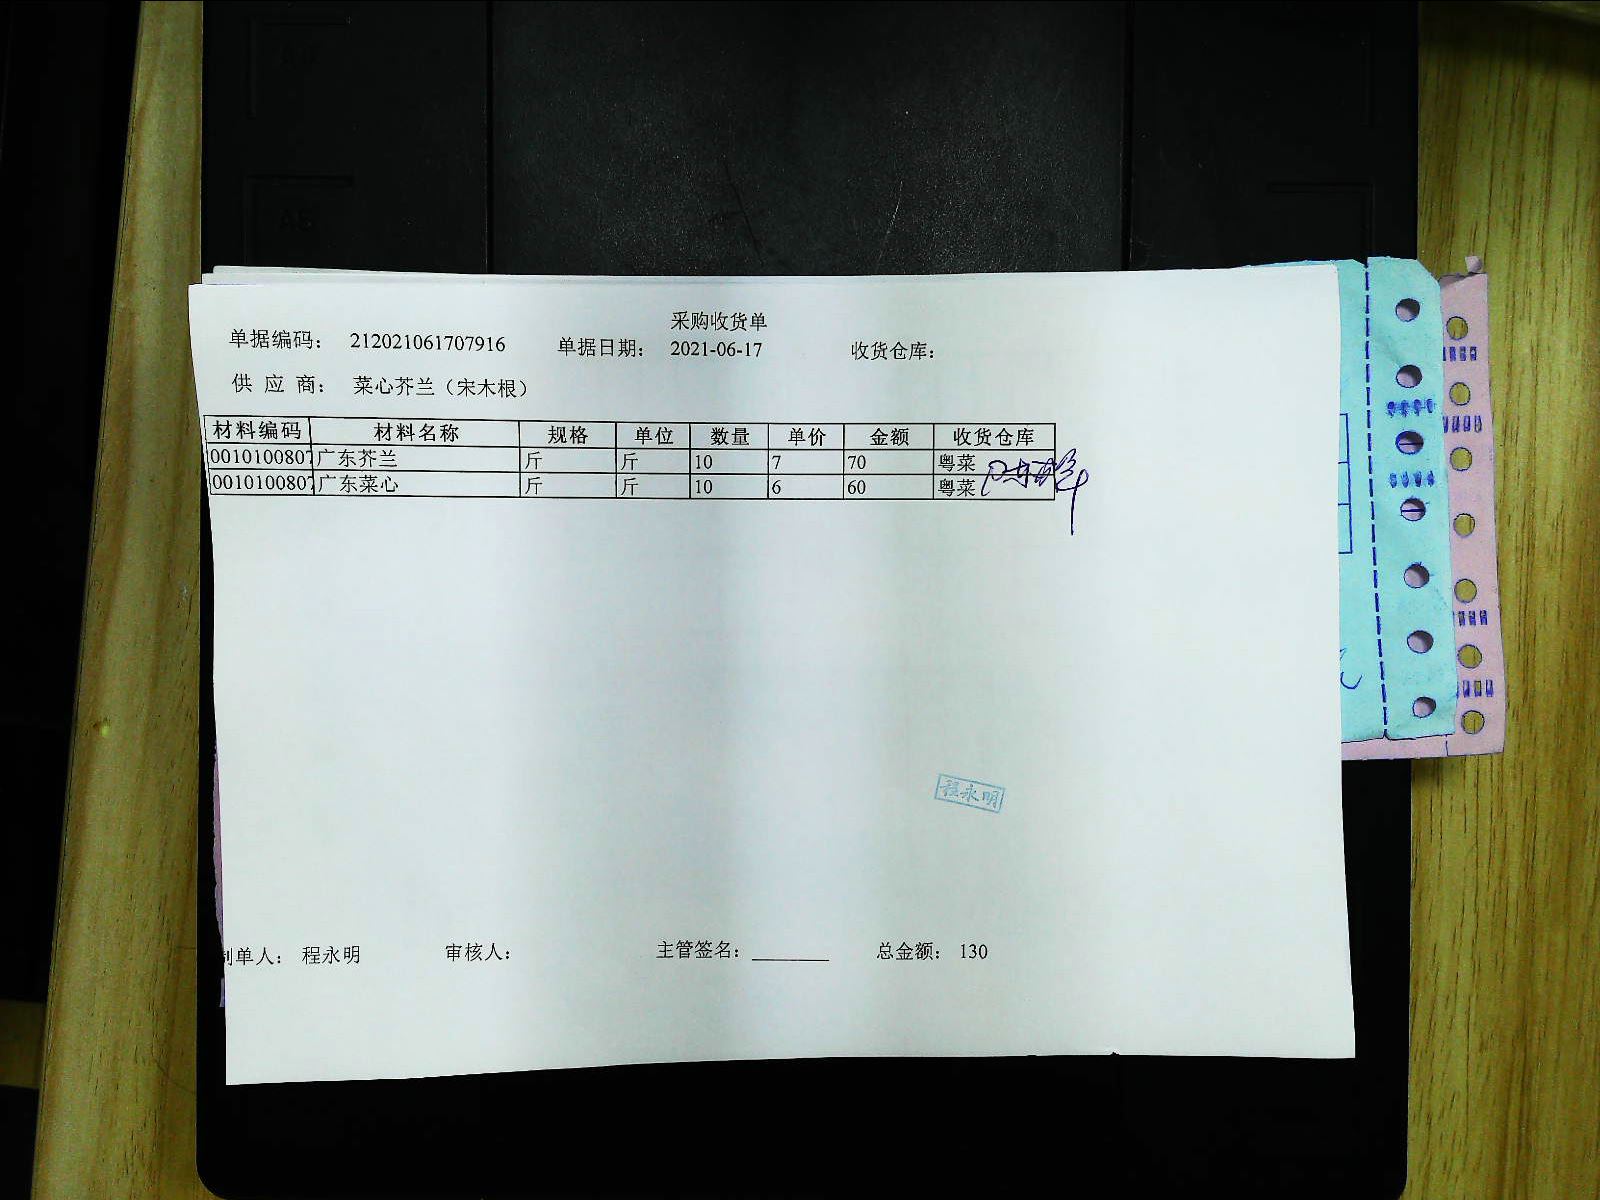 采购收货单
单据编码： 212021061707916 单据日期： 2021-06-17 收货仓库：
供 应 商： 菜心芥兰（宋木根）
材料编码 材料名称 规格 单位 数量 单价 金额 收货仓库
0010100807 广东芥兰 斤 斤 10 7 70 粤菜
0010100807 广东菜心 斤 斤 10 6 60 粤菜
程永明
制单人： 程永明 审核人： 主管签名：________ 总金额： 130